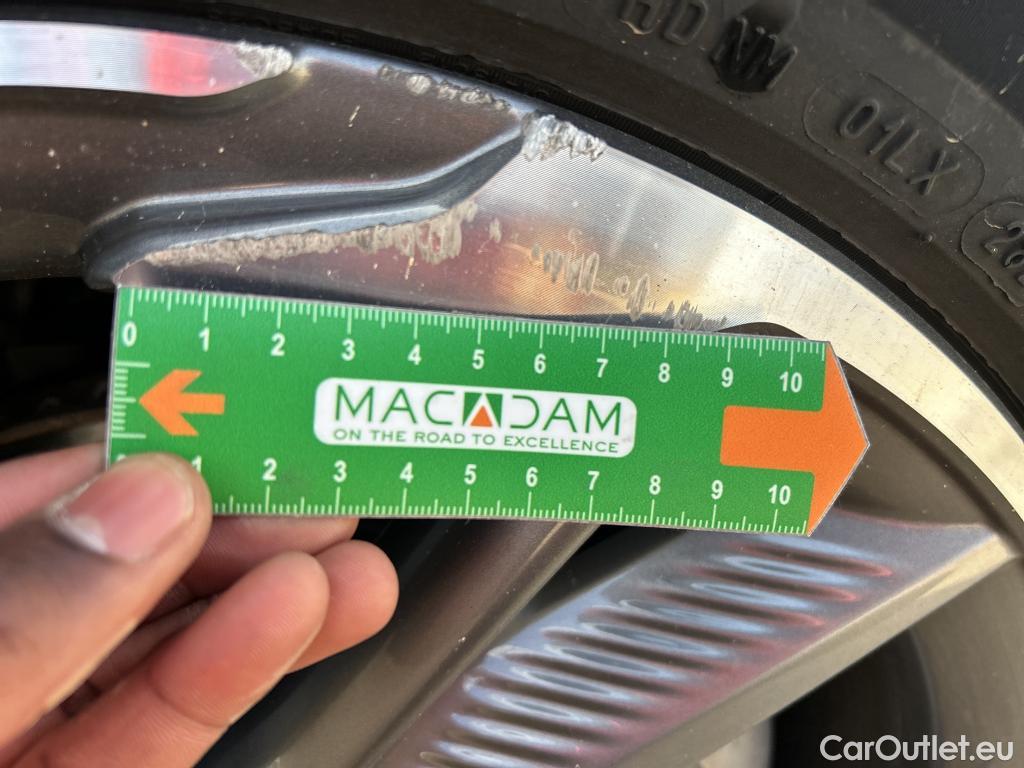 NM
01LX
0 1 2 3 4 5 6 7 8 9 10
MACADAM
ON THE ROAD TO EXCELLENCE
1 2 3 4 5 6 7 8 9 10
CarOutlet.eu